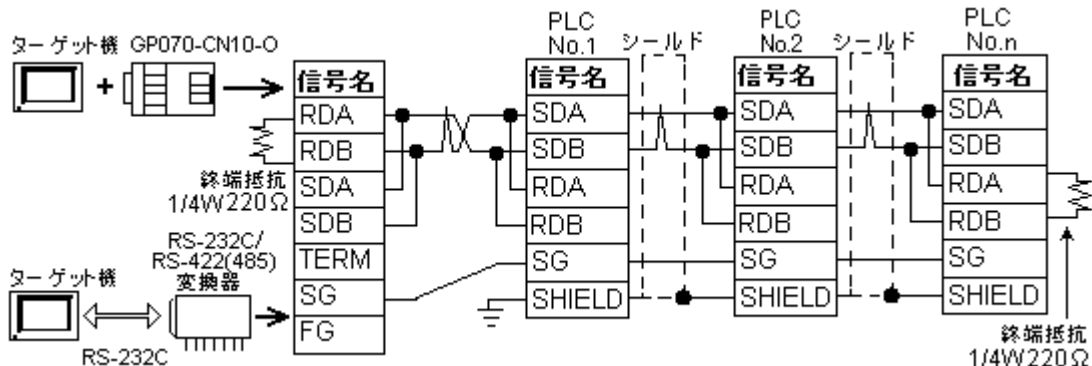 ターゲット機 GP070-CN10-O
信号名
RDA
RDB
SDA
SDB
TERM
SG
FG
終端抵抗
1/4W220Ω
RS-232C/
RS-422(485)
変換器
ターゲット機
RS-232C
PLC
No.1
シールド
信号名
SDA
SDB
RDA
RDB
SG
SHIELD
PLC
No.2
シールド
信号名
SDA
SDB
RDA
RDB
SG
SHIELD
PLC
No.n
信号名
SDA
SDB
RDA
RDB
SG
SHIELD
終端抵抗
1/4W220Ω